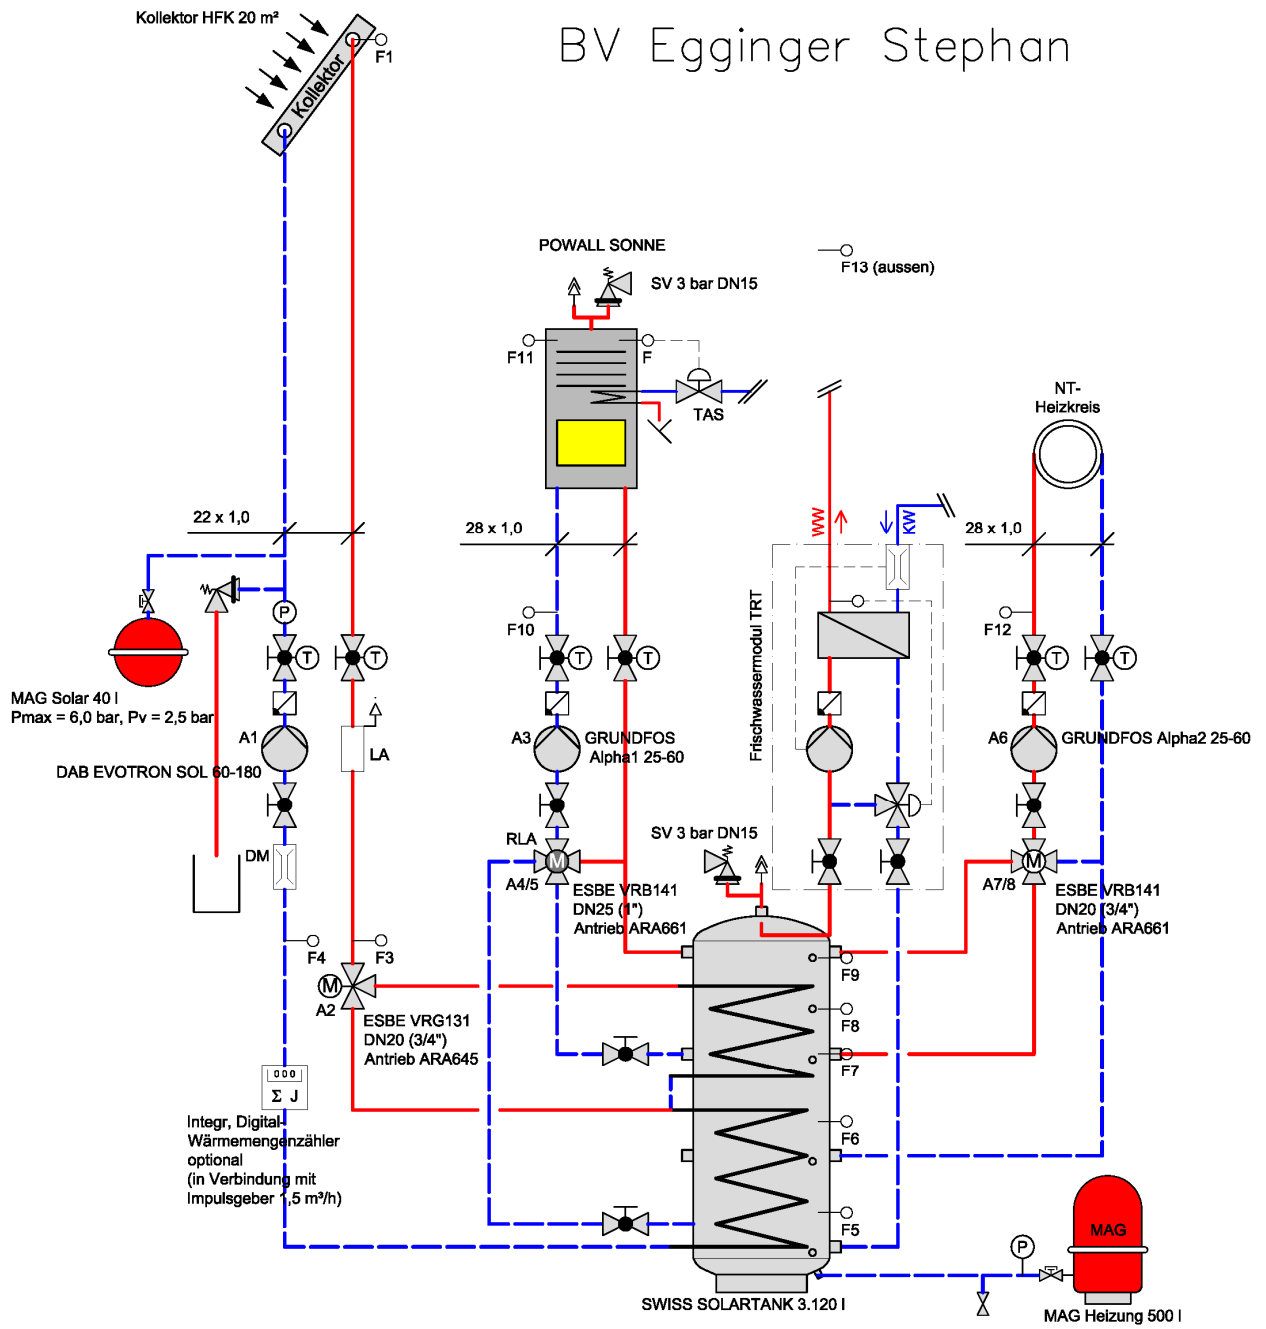 Kollektor HFK 20 m²
BV Egginger Stephan
F1
Kollektor
POWALL SONNE
SV 3 bar DN15
F13 (aussen)
F11
F
TAS
NT-
Heizkreis
22 x 1,0
28 x 1,0
WW
KW
28 x 1,0
P
F10
F12
Frischwassermodul TRT
T
T
T
T
T
T
MAG Solar 40 l
Pmax = 6,0 bar, Pv = 2,5 bar
A1
LA
A3
GRUNDFOS
Alpha1 25-60
A6
GRUNDFOS Alpha2 25-60
DAB EVOTRON SOL 60-180
DM
RLA
SV 3 bar DN15
M
M
A4/5
ESBE VRB141
DN25 (1")
Antrieb ARA661
A7/8
ESBE VRB141
DN20 (3/4")
Antrieb ARA661
F4
F3
F9
M
A2
ESBE VRG131
DN20 (3/4")
Antrieb ARA645
F8
F7
000
Σ J
Integr, Digital-
Wärmemengenzähler
optional
(in Verbindung mit
Impulsgeber 1,5 m³/h)
F6
F5
MAG
P
SWISS SOLARTANK 3.120 l
MAG Heizung 500 l